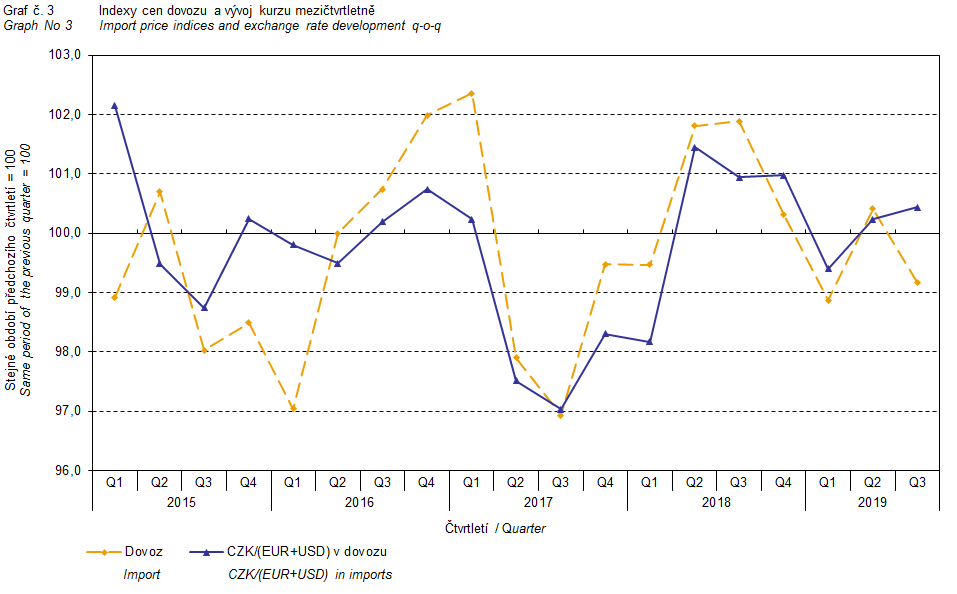 Graf č. 3 Indexy cen dovozu a vývoj kurzu mezičtvrtletně
Graph No 3 Import price indices and exchange rate development q-o-q
Stejné období předchozího čtvrtletí = 100
Same period of the previous quarter = 100
103,0
102,0
101,0
100,0
99,0
98,0
97,0
96,0
Q1 Q2 Q3 Q4 Q1 Q2 Q3 Q4 Q1 Q2 Q3 Q4 Q1 Q2 Q3 Q4 Q1 Q2 Q3
2015 2016 2017 2018 2019
Čtvrtletí / Quarter
Dovoz CZK/(EUR+USD) v dovozu
Import CZK/(EUR+USD) in imports